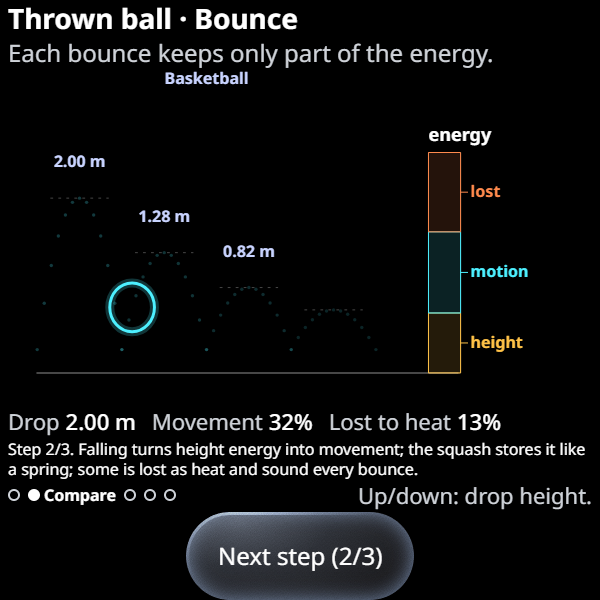 Thrown ball · Bounce
Each bounce keeps only part of the energy.
Basketball
energy
2.00 m
lost
1.28 m
0.82 m
motion
height
Drop 2.00 m Movement 32% Lost to heat 13%
Step 2/3. Falling turns height energy into movement; the squash stores it like
a spring; some is lost as heat and sound every bounce.
Compare
Up/down: drop height.
Next step (2/3)